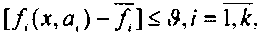 [f_i(x, a_i) − \overline{f_i}] ≤ ϑ, i = \overline{1, k},